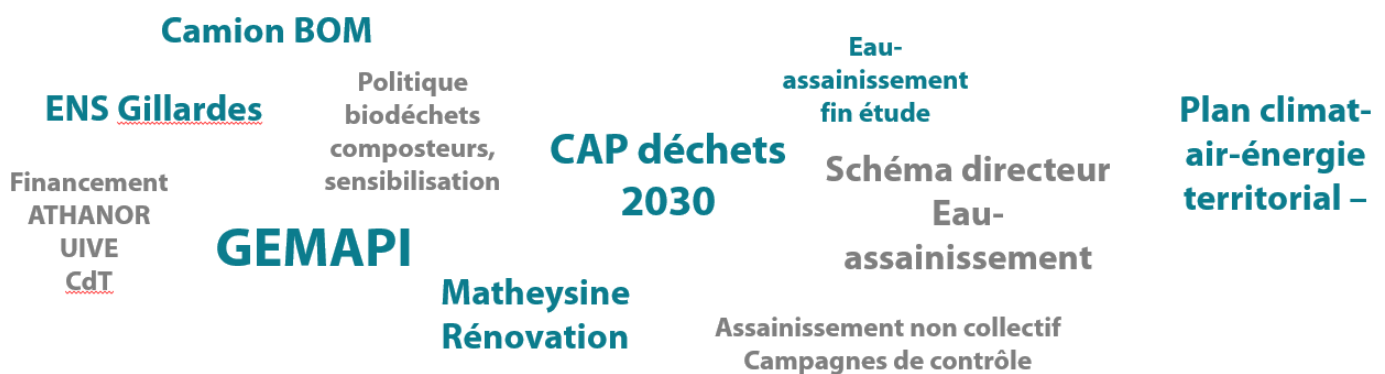 Camion BOM
ENS Gillardes
Politique
biodéchets
composteurs,
sensibilisation
Eau-
assainissement
fin étude
Plan climat-
air-énergie
territorial –
CAP déchets
2030
Schéma directeur
Eau-
assainissement
Financement
ATHANOR
UIVE
CdT
GEMAPI
Matheysine
Rénovation
Assainissement non collectif
Campagnes de contrôle